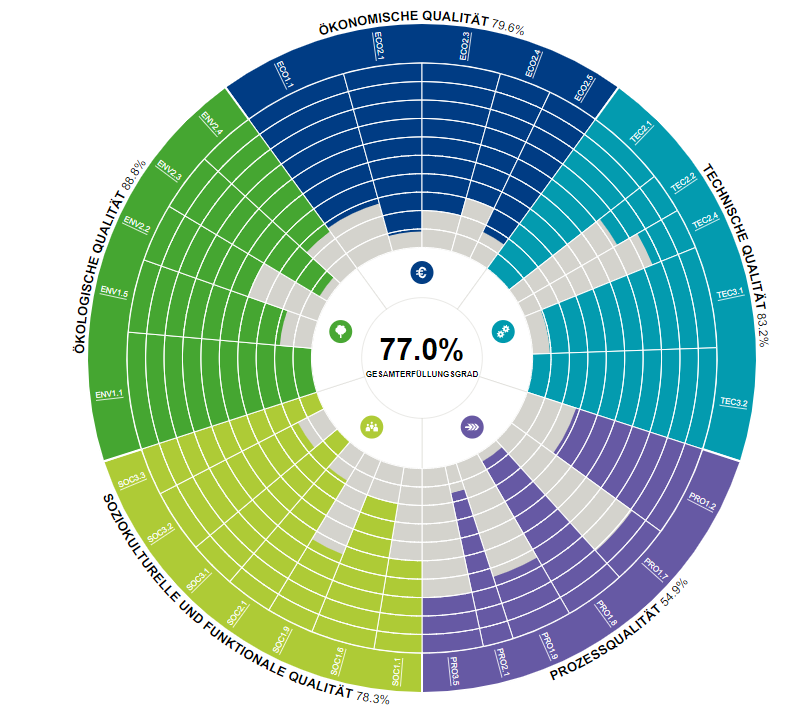 ÖKONOMISCHE QUALITÄT 79.6%
ECO1.1
ECO2.1
ECO2.3
ECO2.4
ECO2.5
TECHNISCHE QUALITÄT 83.2%
TEC2.1
TEC2.2
TEC2.4
TEC3.1
TEC3.2
PROZESSQUALITÄT 54.9%
PRO1.2
PRO1.7
PRO1.8
PRO1.9
PRO2.1
PRO3.5
SOZIOKULTURELLE UND FUNKTIONALE QUALITÄT 78.3%
SOC1.1
SOC1.6
SOC1.9
SOC2.1
SOC3.1
SOC3.2
SOC3.3
ÖKOLOGISCHE QUALITÄT 88.8%
ENV1.1
ENV1.5
ENV2.2
ENV2.3
ENV2.4
77.0%
GESAMTERFÜLLUNGSGRAD